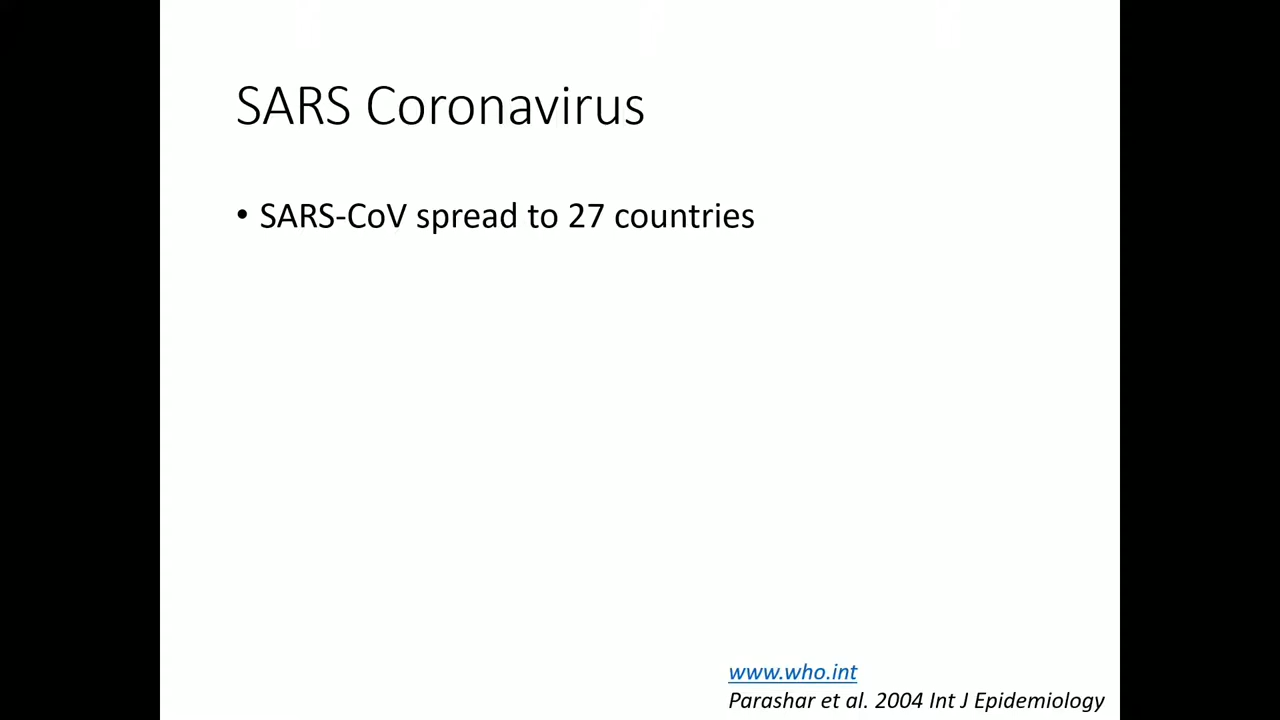 SARS Coronavirus
• SARS-CoV spread to 27 countries
www.who.int
Parashar et al. 2004 Int J Epidemiology